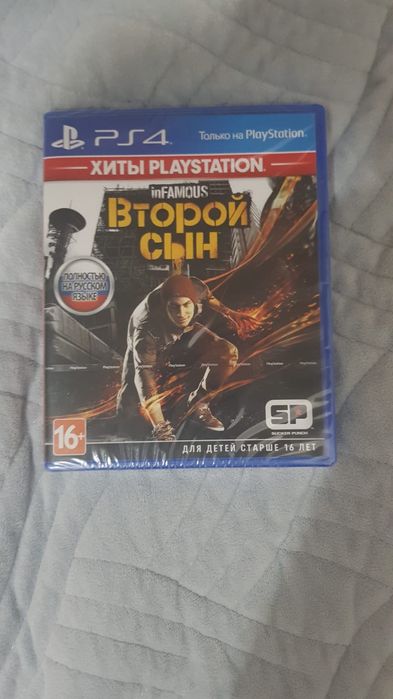 PS4
Только на PlayStation
ХИТЫ PLAYSTATION
inFAMOUS
Второй
сын
ПОЛНОСТЬЮ
НА РУССКОМ
ЯЗЫКЕ
16+
SP
SUCKER PUNCH
ДЛЯ ДЕТЕЙ СТАРШЕ 16 ЛЕТ